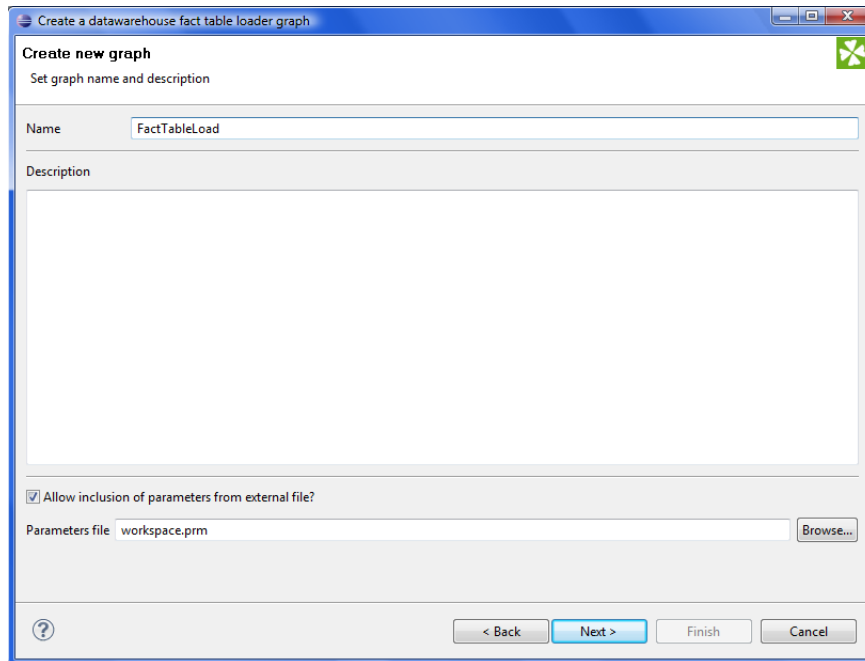 Create a datawarehouse fact table loader graph
Create new graph
Set graph name and description
Name FactTableLoad
Description
Allow inclusion of parameters from external file?
Parameters file workspace.prm Browse...
? < Back Next > Finish Cancel